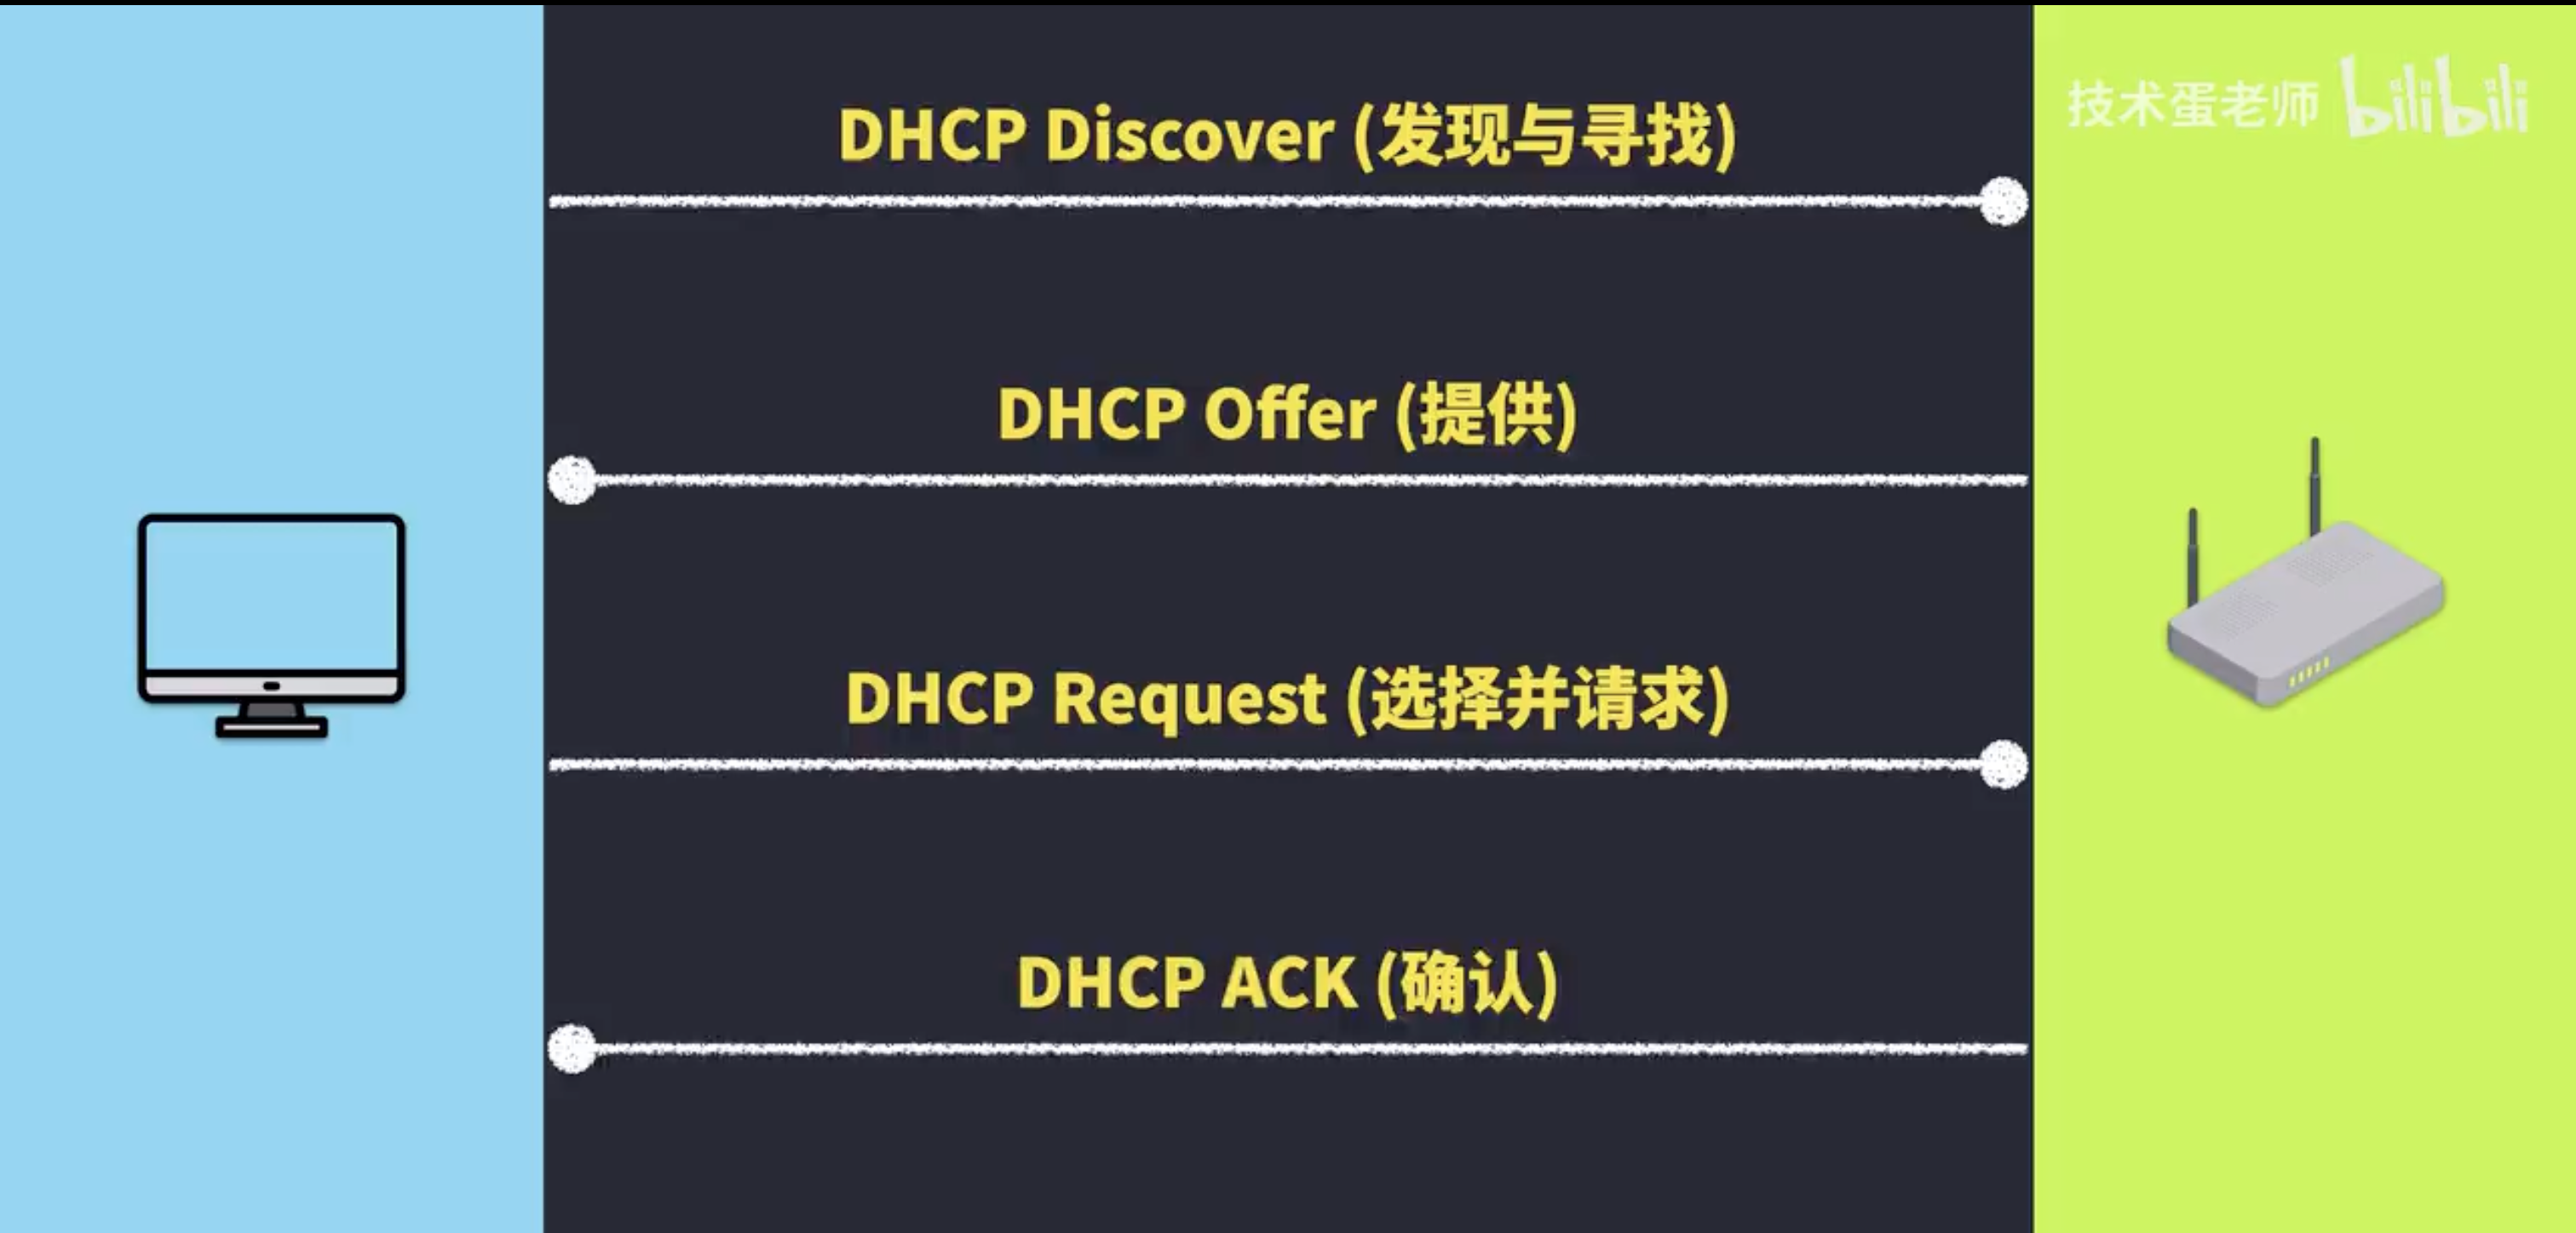 技术蛋老师 bilibili
DHCP Discover (发现与寻找)
DHCP Offer (提供)
DHCP Request (选择并请求)
DHCP ACK (确认)